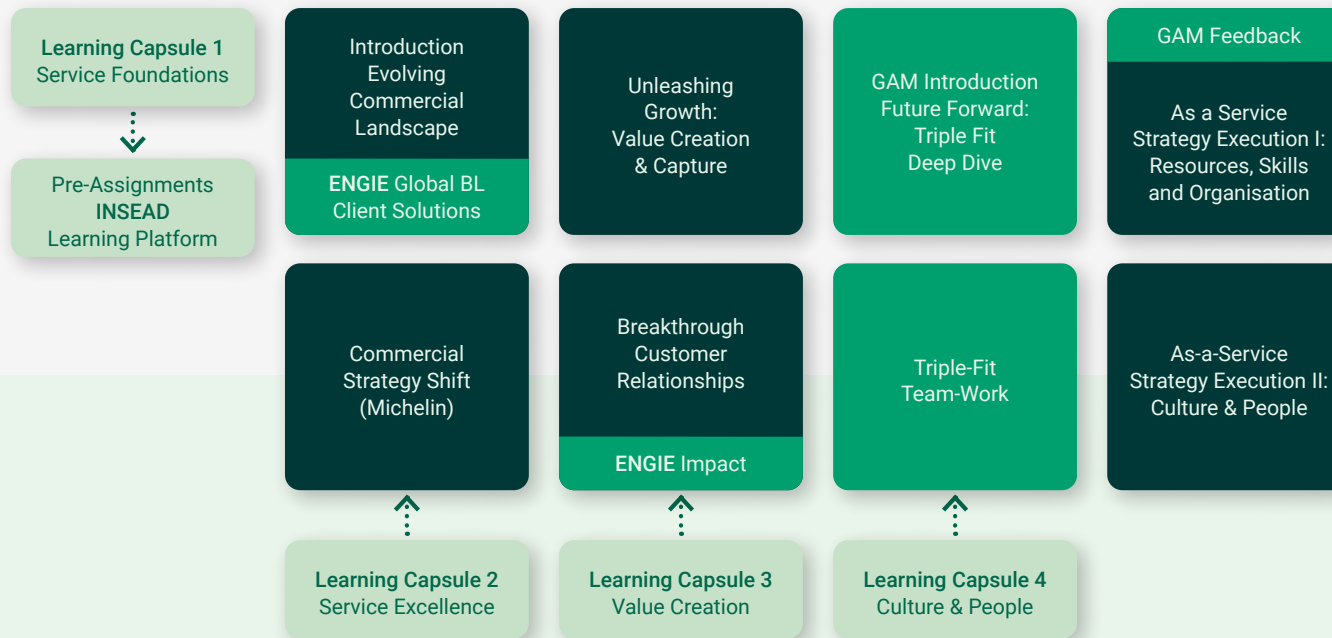 Learning Capsule 1
Service Foundations
Pre-Assignments
INSEAD
Learning Platform
Introduction
Evolving
Commercial
Landscape
ENGIE Global BL
Client Solutions
Unleashing
Growth:
Value Creation
& Capture
GAM Introduction
Future Forward:
Triple Fit
Deep Dive
GAM Feedback
As a Service
Strategy Execution I:
Resources, Skills
and Organisation
Commercial
Strategy Shift
(Michelin)
Breakthrough
Customer
Relationships
ENGIE Impact
Triple-Fit
Team-Work
As-a-Service
Strategy Execution II:
Culture & People
Learning Capsule 2
Service Excellence
Learning Capsule 3
Value Creation
Learning Capsule 4
Culture & People